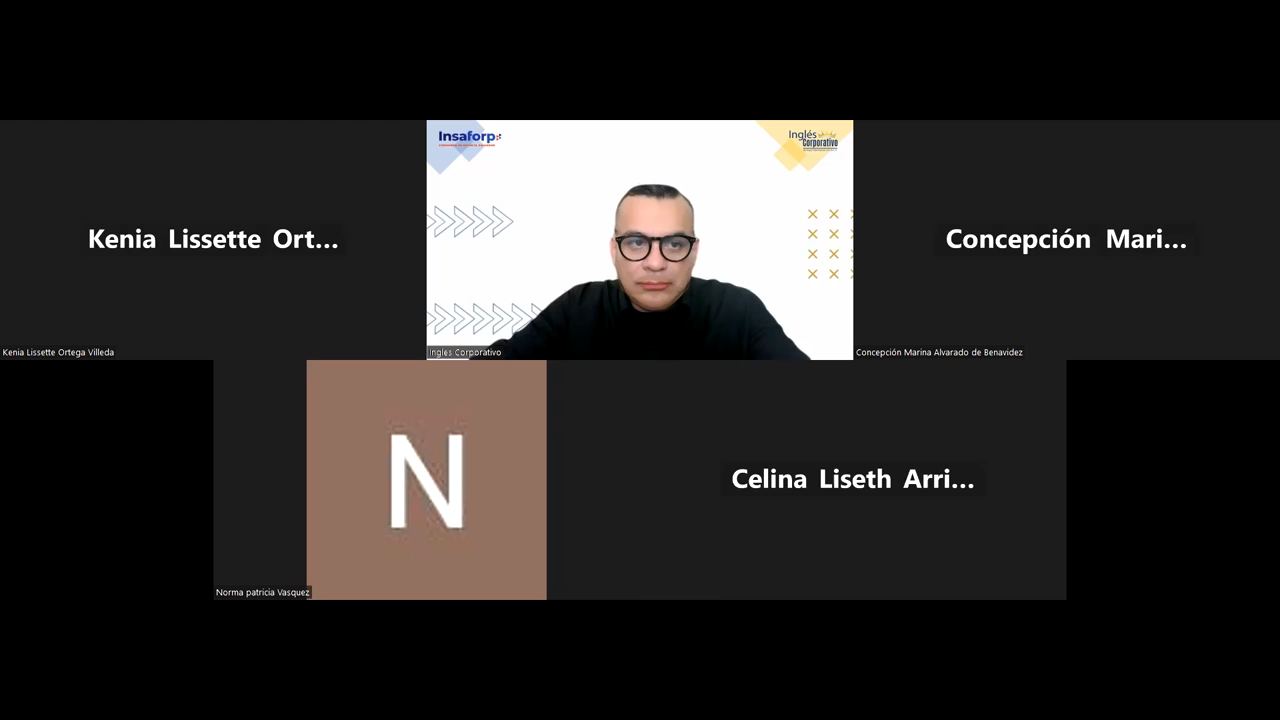 Insaforp
Inglés
Corporativo
Kenia Lissette Ort...
Concepción Mari...
Kenia Lissette Ortega Villeda
Ingles Corporativo
Concepción Marina Alvarado de Benavidez
N
Celina Liseth Arri...
Norma patricia Vasquez